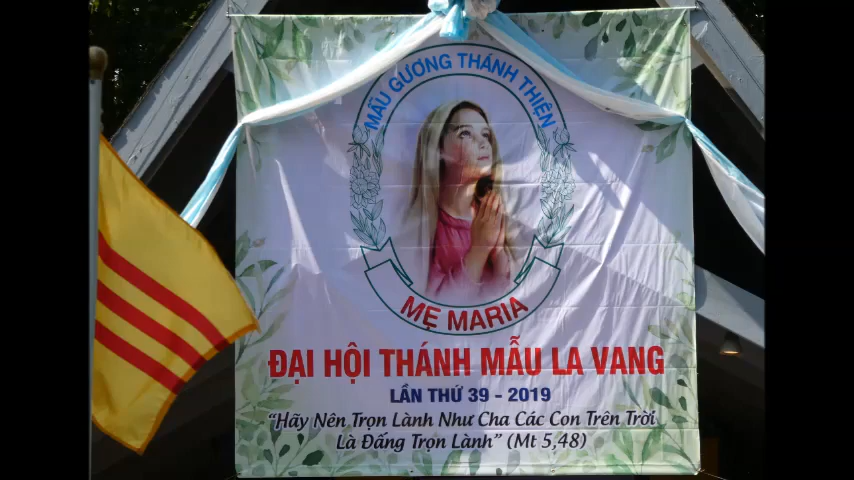 MẪU GƯƠNG THÁNH THIỆN
MẸ MARIA
ĐẠI HỘI THÁNH MẪU LA VANG
LẦN THỨ 39 - 2019
“Hãy Nên Trọn Lành Như Cha Các Con Trên Trời
Là Đấng Trọn Lành” (Mt 5,48)